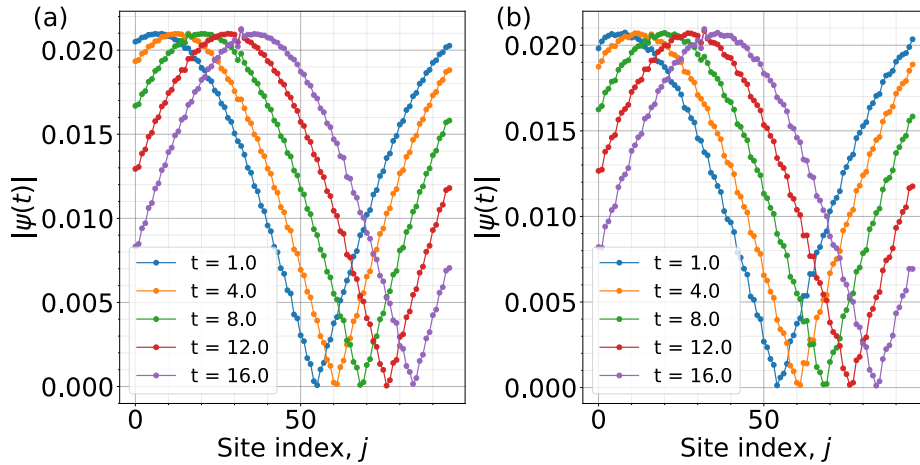 (a)
|ψ(t)|
0.020
0.015
0.010
0.005
0.000
t = 1.0
t = 4.0
t = 8.0
t = 12.0
t = 16.0
0
50
Site index, j
(b)
|ψ(t)|
0.020
0.015
0.010
0.005
0.000
t = 1.0
t = 4.0
t = 8.0
t = 12.0
t = 16.0
0
50
Site index, j